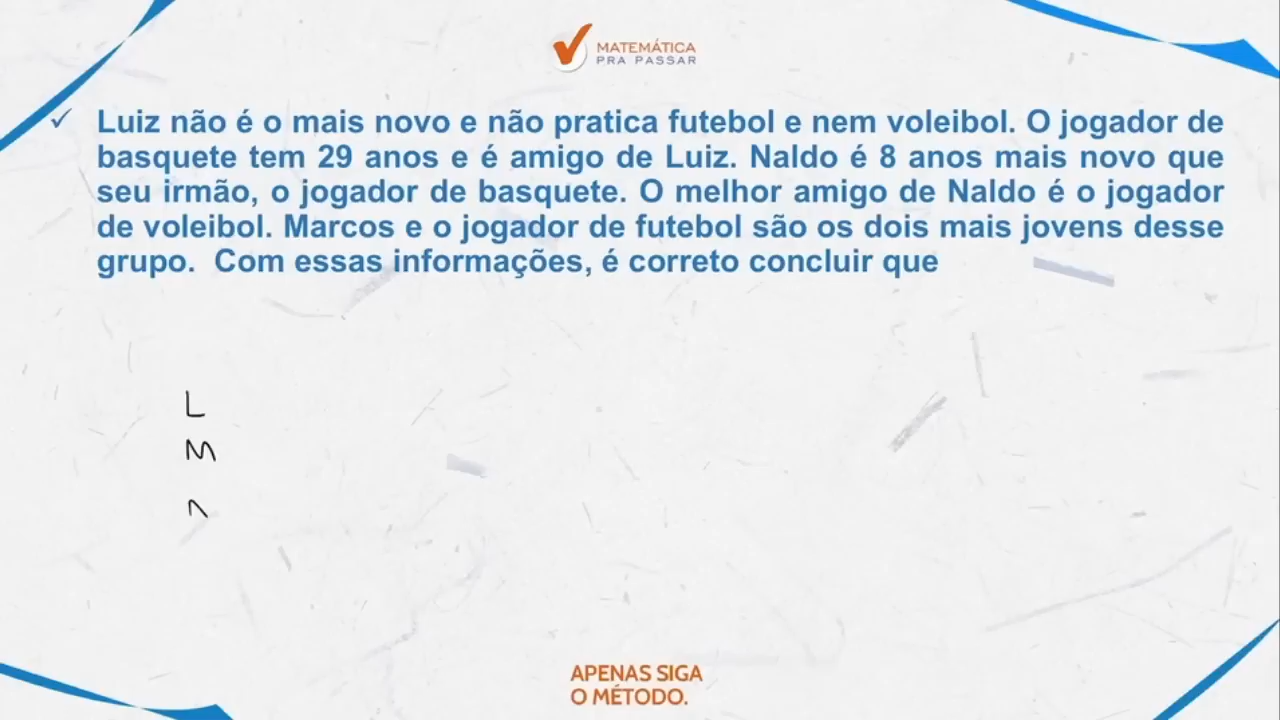 MATEMÁTICA
PRA PASSAR
✓ Luiz não é o mais novo e não pratica futebol e nem voleibol. O jogador de
basquete tem 29 anos e é amigo de Luiz. Naldo é 8 anos mais novo que
seu irmão, o jogador de basquete. O melhor amigo de Naldo é o jogador
de voleibol. Marcos e o jogador de futebol são os dois mais jovens desse
grupo. Com essas informações, é correto concluir que
L
M
APENAS SIGA
O MÉTODO.